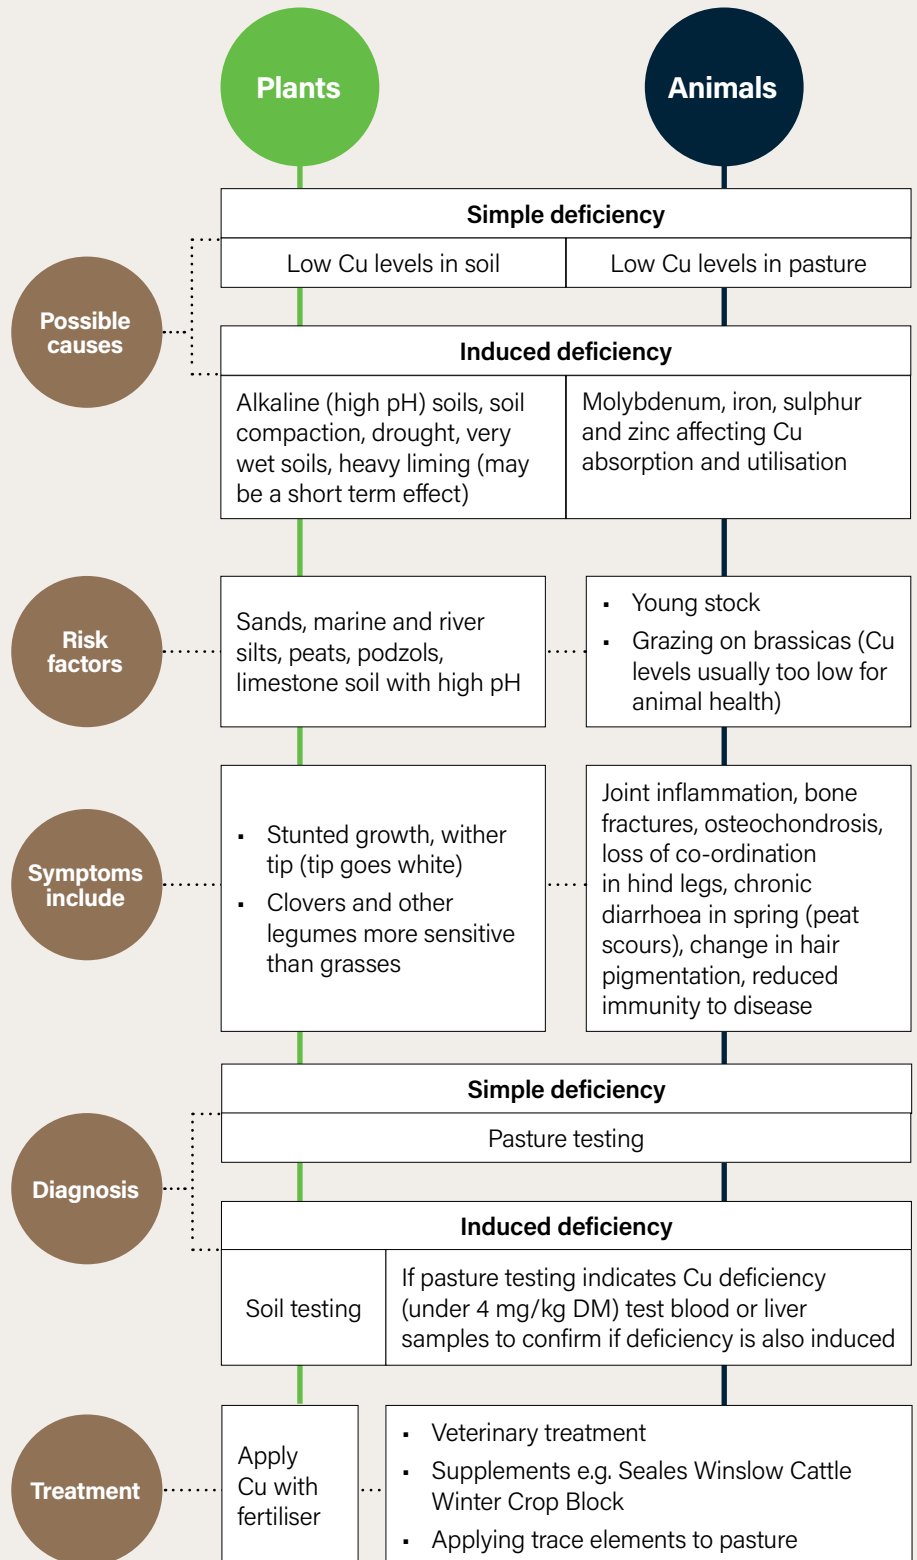 Plants
Animals
Simple deficiency
Low Cu levels in soil
Low Cu levels in pasture
Possible
causes
Induced deficiency
Alkaline (high pH) soils, soil
compaction, drought, very
wet soils, heavy liming (may
be a short term effect)
Molybdenum, iron, sulphur
and zinc affecting Cu
absorption and utilisation
Risk
factors
Sands, marine and river
silts, peats, podzols,
limestone soil with high pH
▪ Young stock
▪ Grazing on brassicas (Cu
levels usually too low for
animal health)
Symptoms
include
▪ Stunted growth, wither
tip (tip goes white)
▪ Clovers and other
legumes more sensitive
than grasses
Joint inflammation, bone
fractures, osteochondrosis,
loss of co-ordination
in hind legs, chronic
diarrhoea in spring (peat
scours), change in hair
pigmentation, reduced
immunity to disease
Simple deficiency
Pasture testing
Diagnosis
Induced deficiency
Soil testing
If pasture testing indicates Cu deficiency
(under 4 mg/kg DM) test blood or liver
samples to confirm if deficiency is also induced
Treatment
Apply
Cu with
fertiliser
▪ Veterinary treatment
▪ Supplements e.g. Seales Winslow Cattle
Winter Crop Block
▪ Applying trace elements to pasture